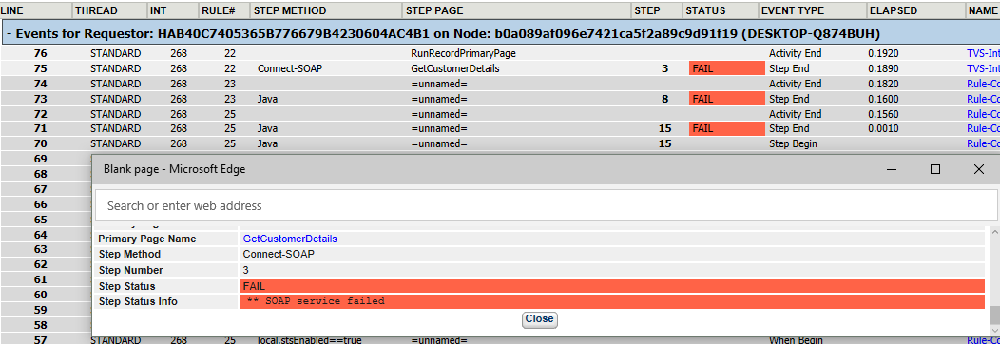 LINE THREAD INT RULE# STEP METHOD STEP PAGE STEP STATUS EVENT TYPE ELAPSED NAME
- Events for Requestor: HAB40C7405365B776679B4230604AC4B1 on Node: b0a089af096e7421ca5f2a89c9d91f19 (DESKTOP-Q874BUH)
76 STANDARD 268 22 RunRecordPrimaryPage Activity End 0.1920 TVS-Int
75 STANDARD 268 22 Connect-SOAP GetCustomerDetails 3 FAIL Step End 0.1890 TVS-Int
74 STANDARD 268 23 =unnamed= Activity End 0.1820 Rule-Co
73 STANDARD 268 23 Java =unnamed= 8 FAIL Step End 0.1600 Rule-Co
72 STANDARD 268 25 =unnamed= Activity End 0.1560 Rule-Co
71 STANDARD 268 25 Java =unnamed= 15 FAIL Step End 0.0010 Rule-Co
70 STANDARD 268 25 Java =unnamed= 15 Step Begin Rule-Co
69
68
67
66
65
64
63
62
61
60
59
Blank page - Microsoft Edge
Search or enter web address
Primary Page Name GetCustomerDetails
Step Method Connect-SOAP
Step Number 3
Step Status FAIL
Step Status Info ** SOAP service failed
Close
57 STANDARD 268 25 local.stsEnabled==true =unnamed= When Begin Rule-Co